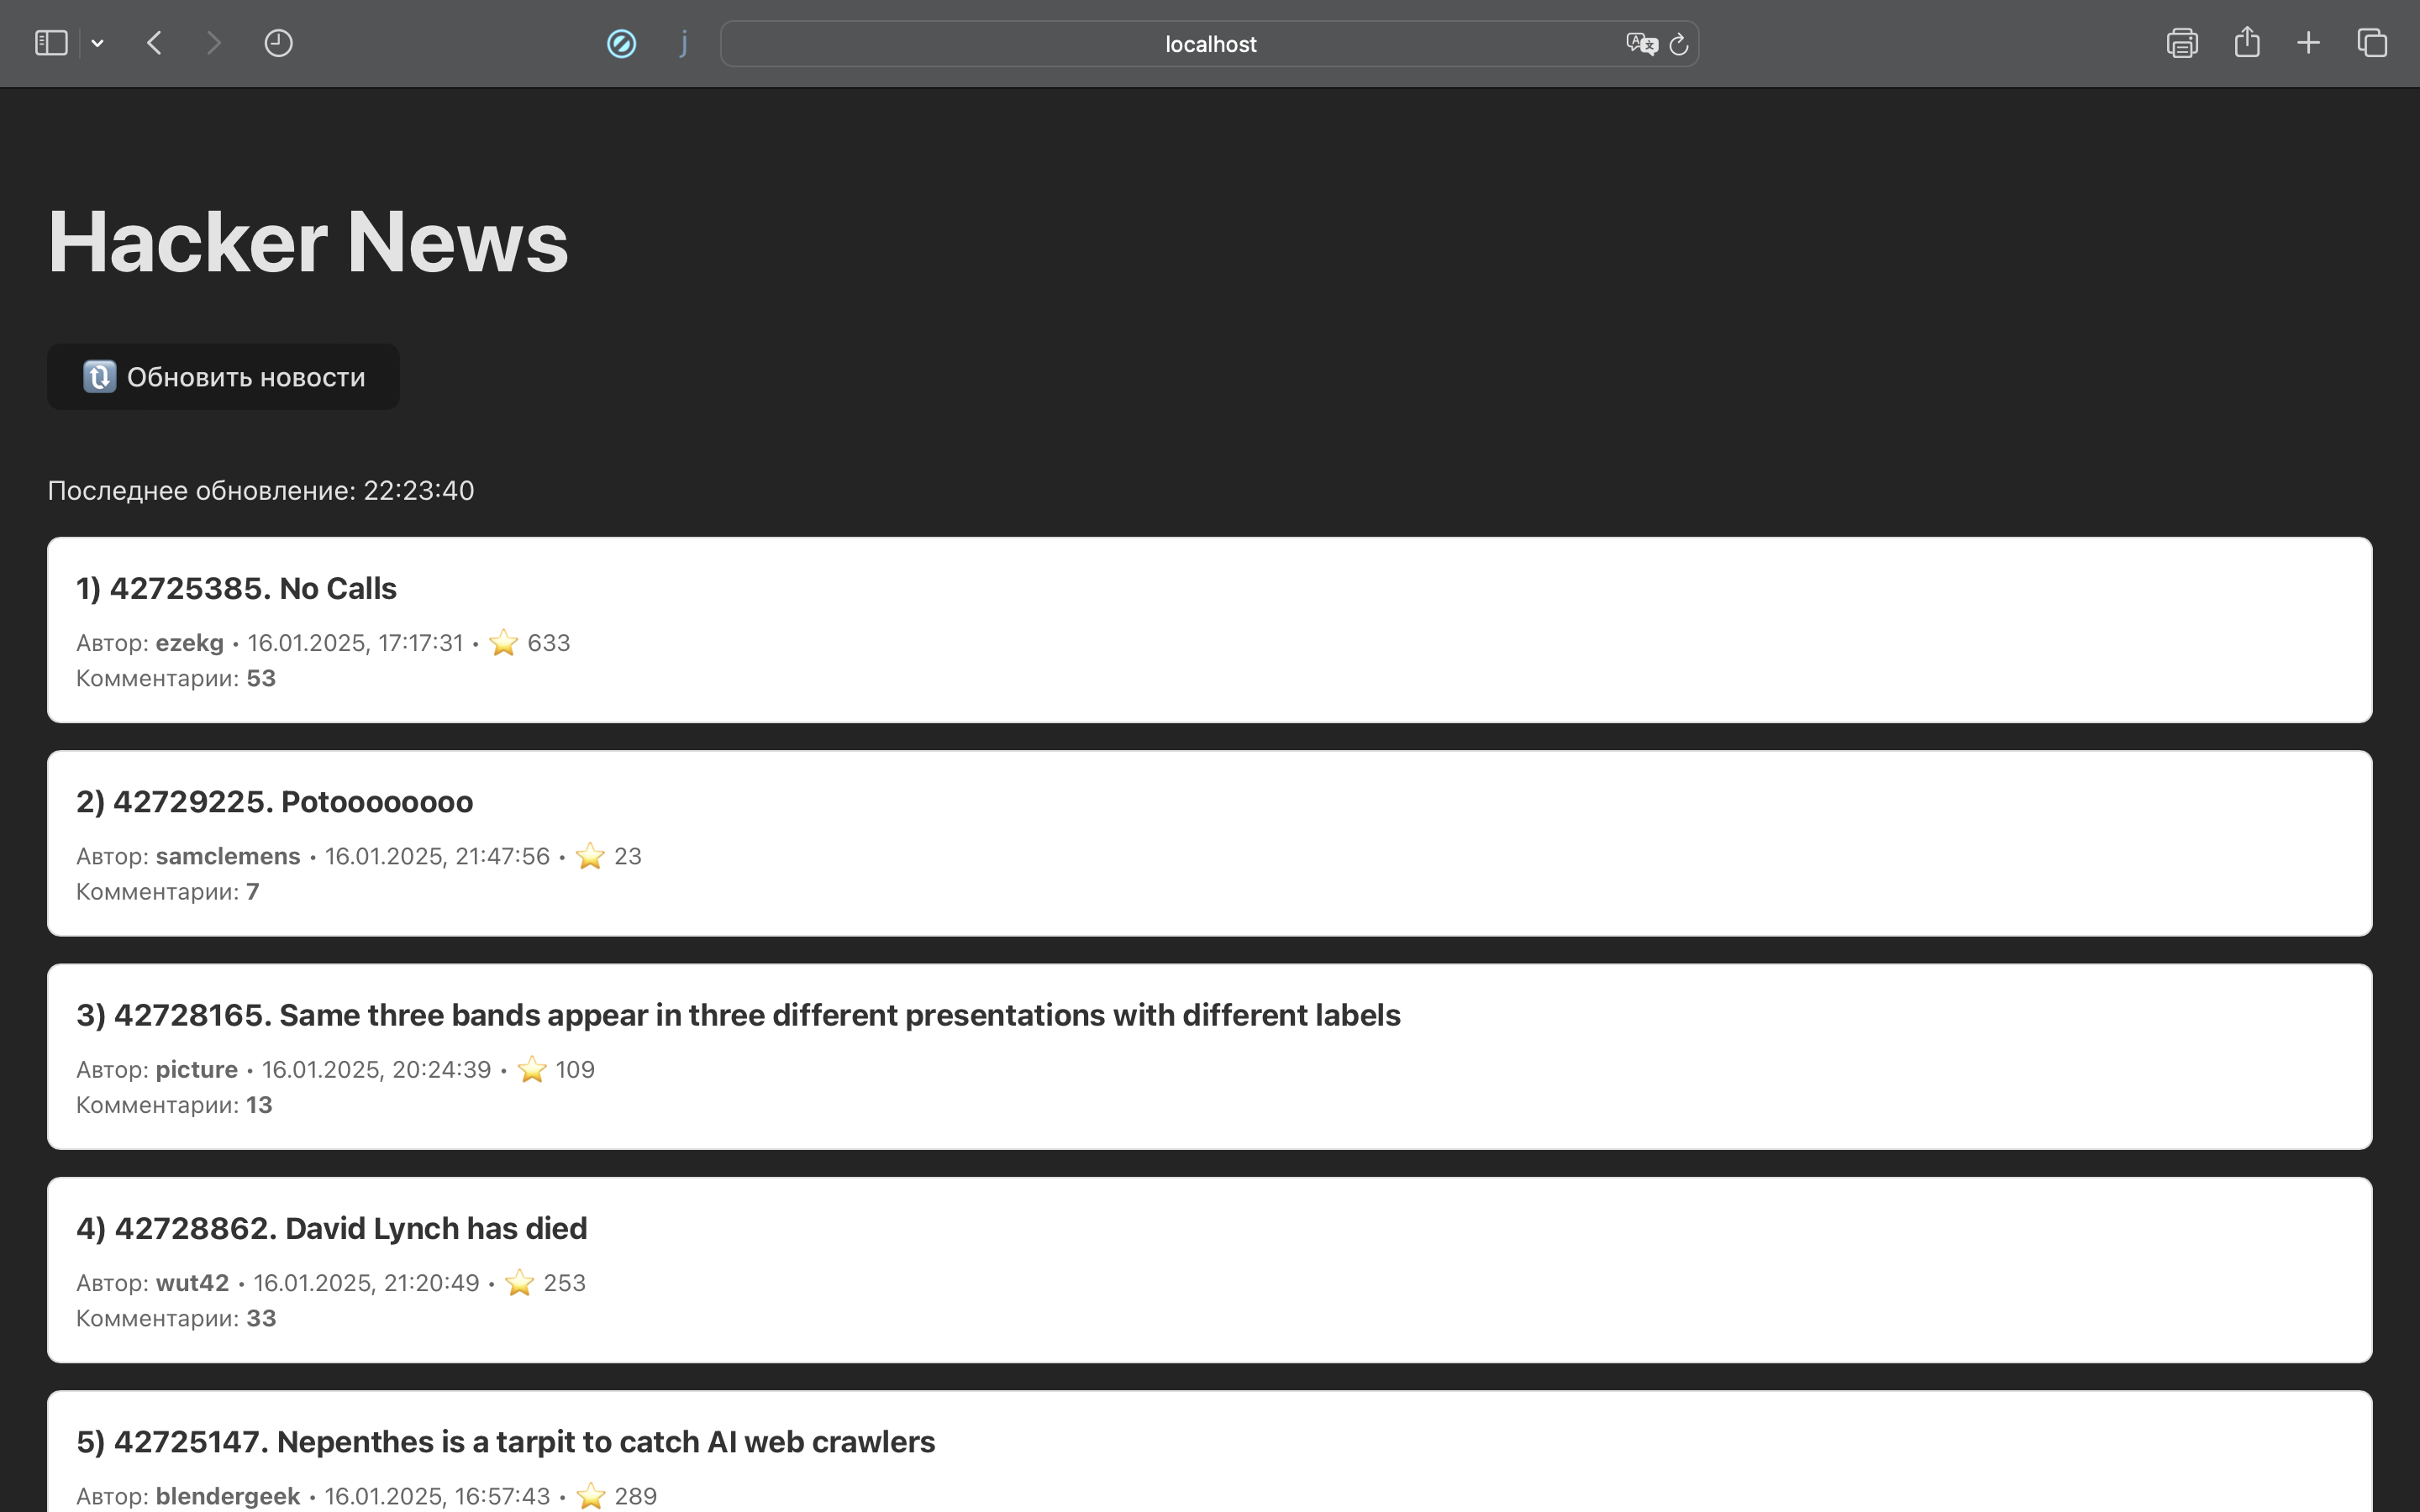 j
localhost
Hacker News
Обновить новости
Последнее обновление: 22:23:40
1) 42725385. No Calls
Автор: ezekg • 16.01.2025, 17:17:31 • ⭐ 633
Комментарии: 53
2) 42729225. Potoooooooo
Автор: samclemens • 16.01.2025, 21:47:56 • ⭐ 23
Комментарии: 7
3) 42728165. Same three bands appear in three different presentations with different labels
Автор: picture • 16.01.2025, 20:24:39 • ⭐ 109
Комментарии: 13
4) 42728862. David Lynch has died
Автор: wut42 • 16.01.2025, 21:20:49 • ⭐ 253
Комментарии: 33
5) 42725147. Nepenthes is a tarpit to catch AI web crawlers
Автор: blendergeek • 16.01.2025, 16:57:43 • ⭐ 289